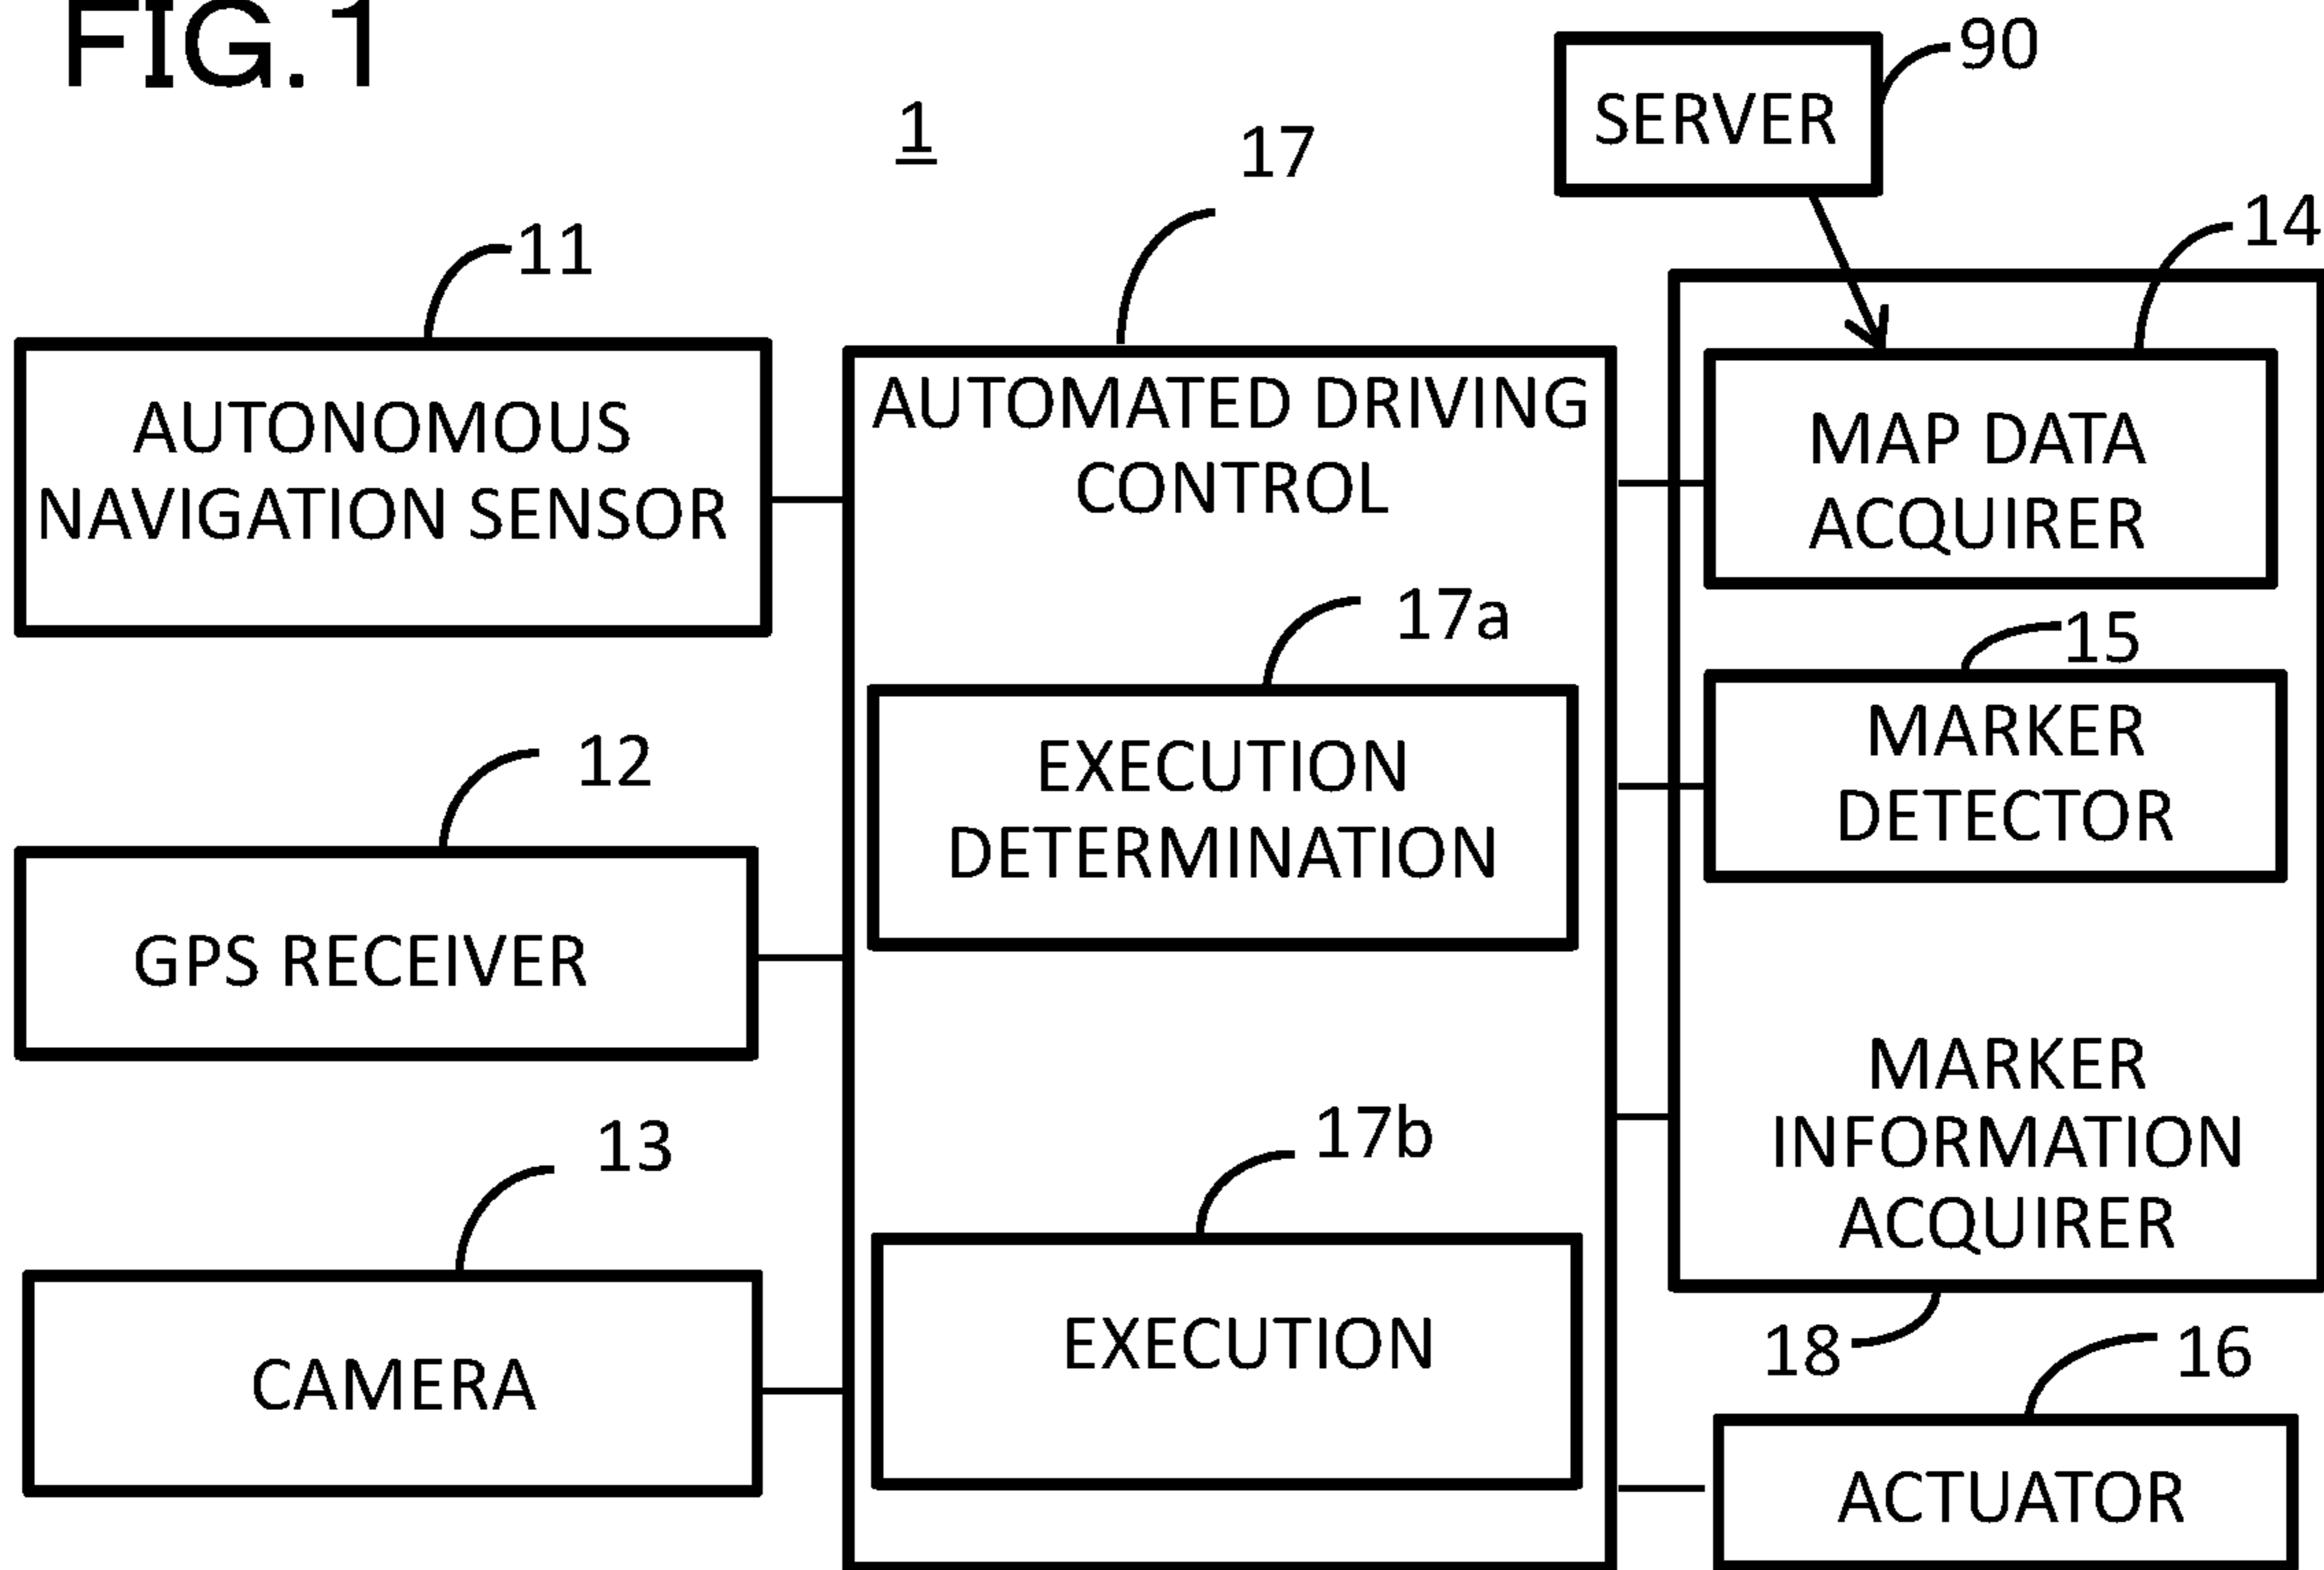 FIG. 1
1
SERVER
90
11
AUTONOMOUS
NAVIGATION SENSOR
12
GPS RECEIVER
13
CAMERA
17
AUTOMATED DRIVING
CONTROL
17a
EXECUTION
DETERMINATION
17b
EXECUTION
14
MAP DATA
ACQUIRER
15
MARKER
DETECTOR
MARKER
INFORMATION
ACQUIRER
18
16
ACTUATOR